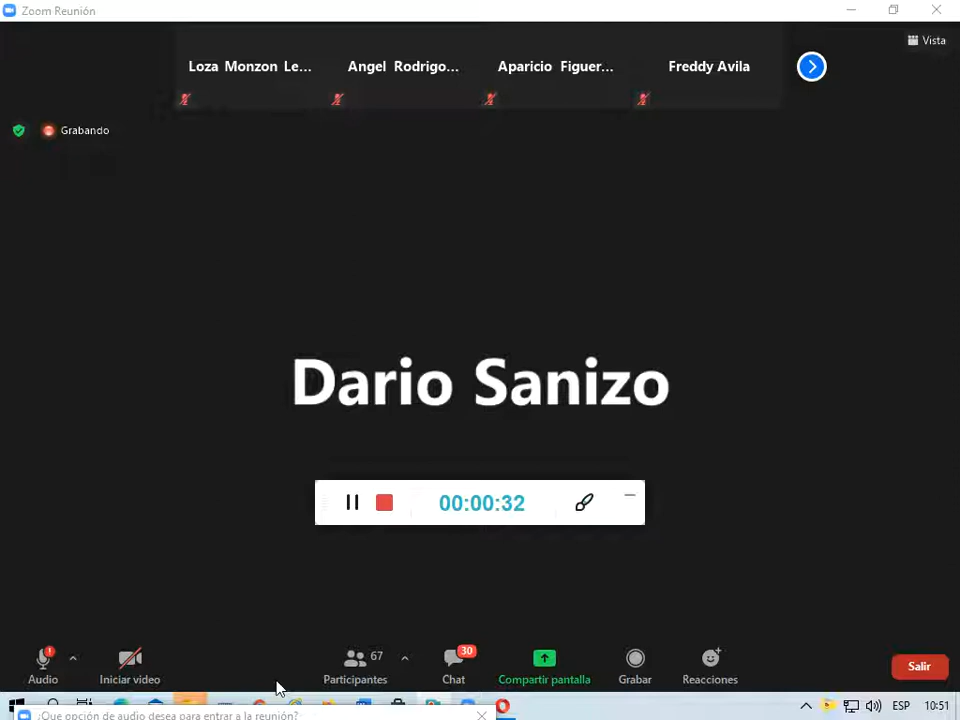 Zoom Reunión
Vista
Loza Monzon Le...
Angel Rodrigo...
Aparicio Figuer...
Freddy Avila
Grabando
Dario Sanizo
00:00:32
Audio
Iniciar video
67
Participantes
30
Chat
Compartir pantalla
Grabar
Reacciones
Salir
ESP
10:51
¿Que opción de audio desea para entrar a la reunión?